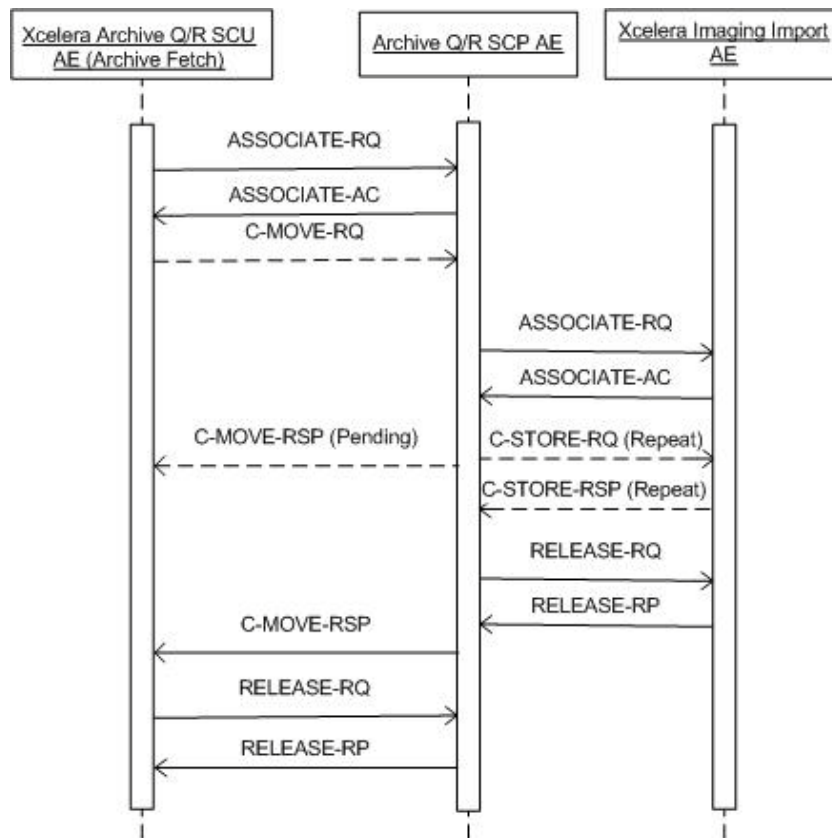 Xcelera Archive Q/R SCU
AE (Archive Fetch)
Archive Q/R SCP AE
Xcelera Imaging Import
AE
ASSOCIATE-RQ
ASSOCIATE-AC
C-MOVE-RQ
ASSOCIATE-RQ
ASSOCIATE-AC
C-MOVE-RSP (Pending)
C-STORE-RQ (Repeat)
C-STORE-RSP (Repeat)
RELEASE-RQ
RELEASE-RP
C-MOVE-RSP
RELEASE-RQ
RELEASE-RP